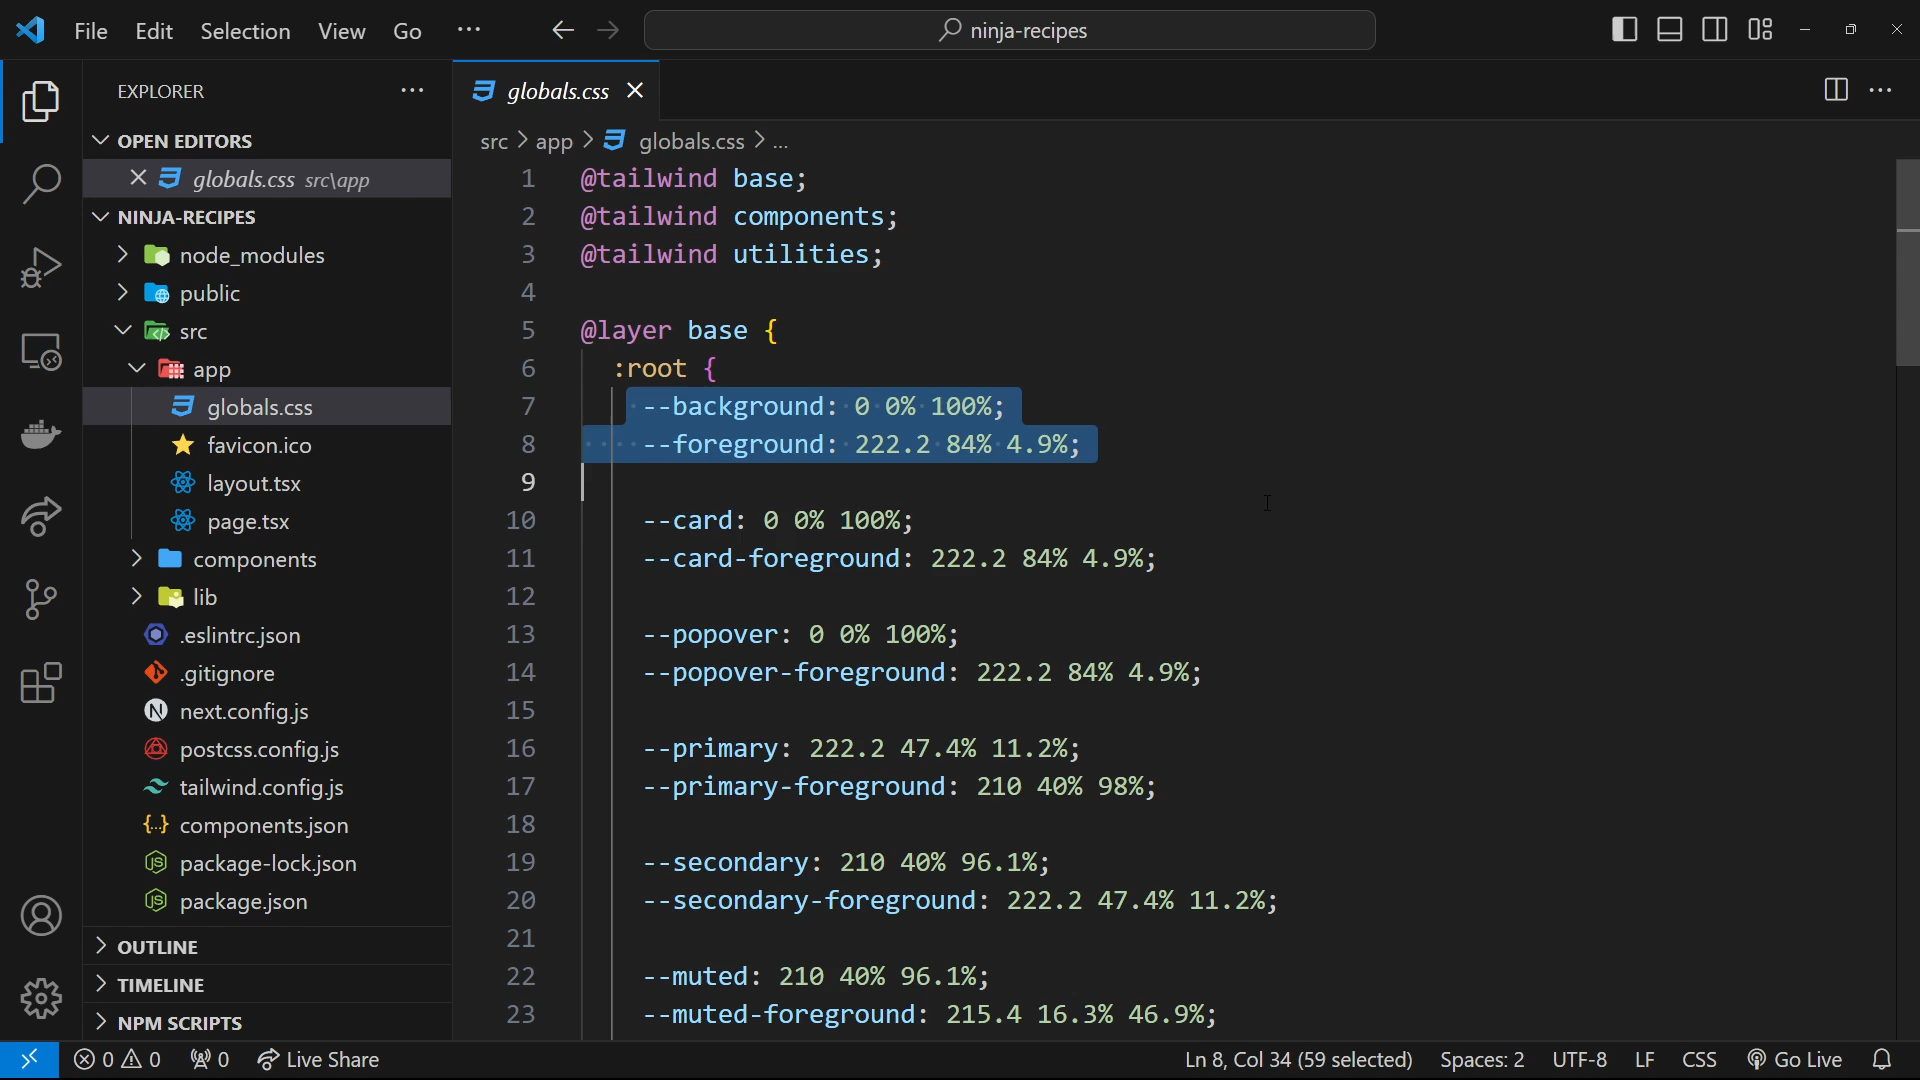 File Edit Selection View Go ··· ninja-recipes
EXPLORER ···
OPEN EDITORS
globals.css src\app
NINJA-RECIPES
node_modules
public
src
app
globals.css
favicon.ico
layout.tsx
page.tsx
components
lib
.eslintrc.json
.gitignore
next.config.js
postcss.config.js
tailwind.config.js
components.json
package-lock.json
package.json
OUTLINE
TIMELINE
NPM SCRIPTS
globals.css
src > app > globals.css > ...
1 @tailwind base;
2 @tailwind components;
3 @tailwind utilities;
4
5 @layer base {
6 :root {
7 --background: 0 0% 100%;
8 --foreground: 222.2 84% 4.9%;
9
10 --card: 0 0% 100%;
11 --card-foreground: 222.2 84% 4.9%;
12
13 --popover: 0 0% 100%;
14 --popover-foreground: 222.2 84% 4.9%;
15
16 --primary: 222.2 47.4% 11.2%;
17 --primary-foreground: 210 40% 98%;
18
19 --secondary: 210 40% 96.1%;
20 --secondary-foreground: 222.2 47.4% 11.2%;
21
22 --muted: 210 40% 96.1%;
23 --muted-foreground: 215.4 16.3% 46.9%;
0 0 0 Live Share Ln 8, Col 34 (59 selected) Spaces: 2 UTF-8 LF CSS Go Live